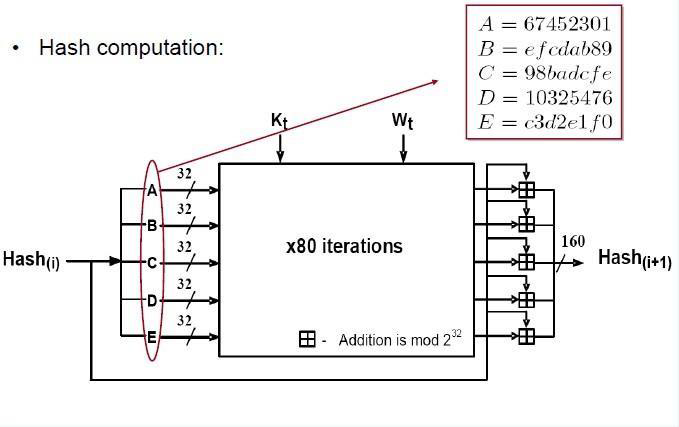 • Hash computation:
A = 67452301
B = efcdab89
C = 98badcfe
D = 10325476
E = c3d2e1f0
Kt
Wt
32
A
32
B
32
C
32
D
32
E
Hash(i)
x80 iterations
- Addition is mod 2^32
160
Hash(i+1)